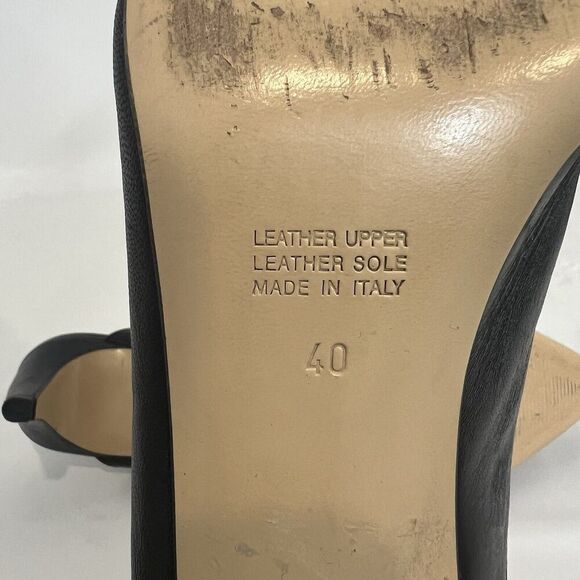 LEATHER UPPER
LEATHER SOLE
MADE IN ITALY
40